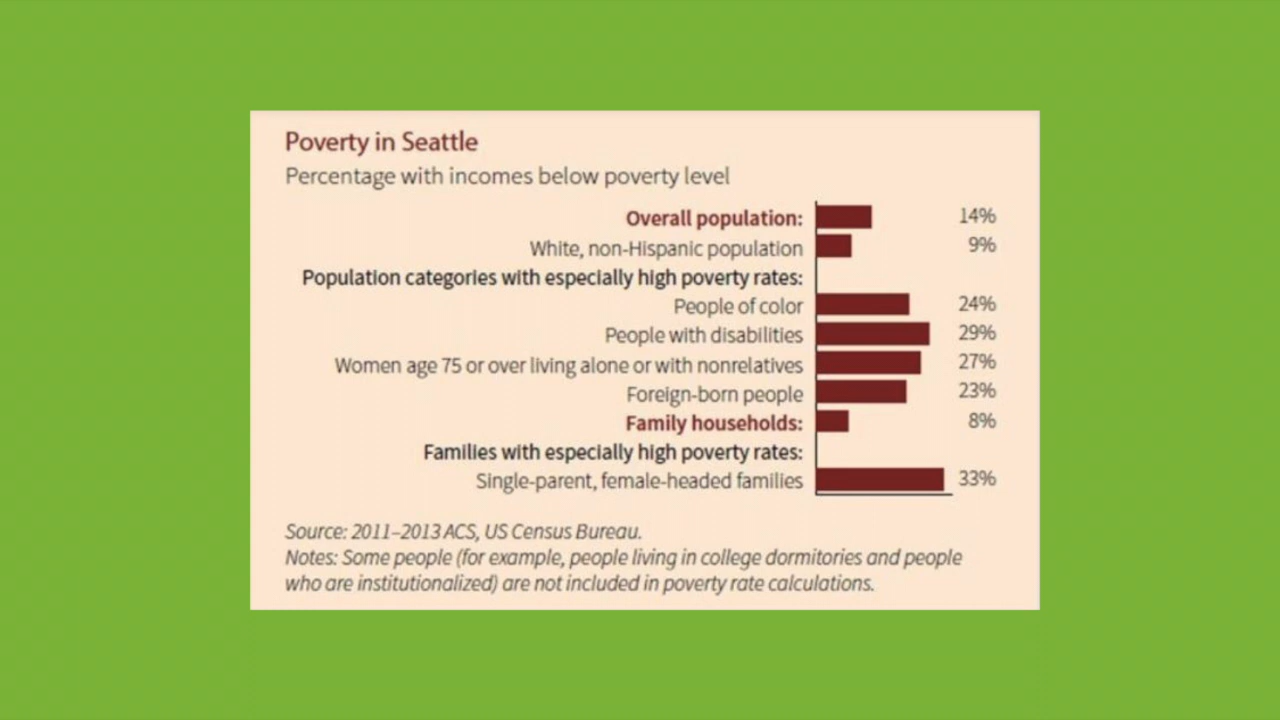 Poverty in Seattle
Percentage with incomes below poverty level
Overall population: 14%
White, non-Hispanic population 9%
Population categories with especially high poverty rates:
People of color 24%
People with disabilities 29%
Women age 75 or over living alone or with nonrelatives 27%
Foreign-born people 23%
Family households: 8%
Families with especially high poverty rates:
Single-parent, female-headed families 33%
Source: 2011–2013 ACS, US Census Bureau.
Notes: Some people (for example, people living in college dormitories and people
who are institutionalized) are not included in poverty rate calculations.